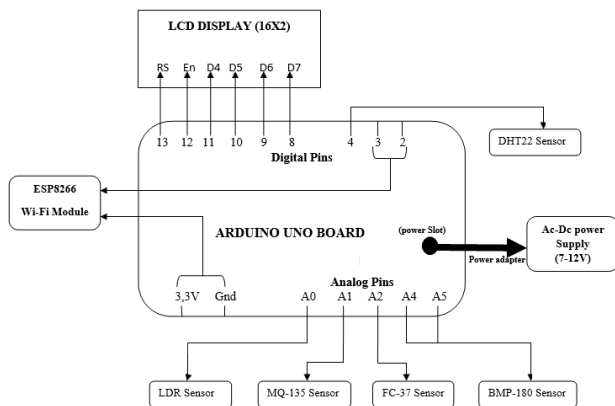 LCD DISPLAY (16X2)
RS En D4 D5 D6 D7
13 12 11 10 9 8 4 3 2
Digital Pins
DHT22 Sensor
ESP8266
Wi-Fi Module
ARDUINO UNO BOARD
(power Slot)
Power adapter
Ac-Dc power
Supply
(7-12V)
Analog Pins
3,3V Gnd A0 A1 A2 A4 A5
LDR Sensor MQ-135 Sensor FC-37 Sensor BMP-180 Sensor